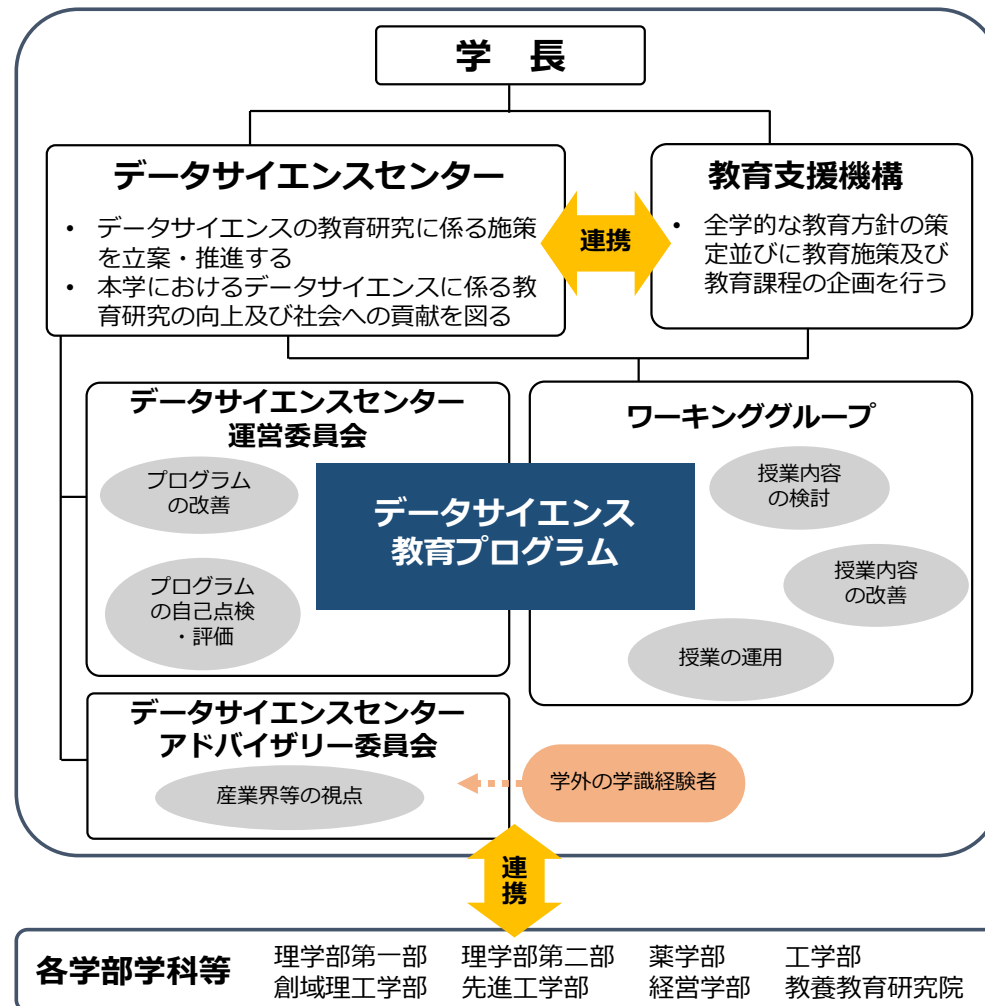 学　長
データサイエンスセンター
• データサイエンスの教育研究に係る施策
を立案・推進する
• 本学におけるデータサイエンスに係る教
育研究の向上及び社会への貢献を図る
連携
教育支援機構
• 全学的な教育方針の策
定並びに教育施策及び
教育課程の企画を行う
データサイエンスセンター
運営委員会
プログラム
の改善
プログラム
の自己点検
・評価
データサイエンス
教育プログラム
ワーキンググループ
授業内容
の検討
授業内容
の改善
授業の運用
データサイエンスセンター
アドバイザリー委員会
産業界等の視点
学外の学識経験者
連
携
各学部学科等
理学部第一部 理学部第二部 薬学部 工学部
創域理工学部 先進工学部 経営学部 教養教育研究院